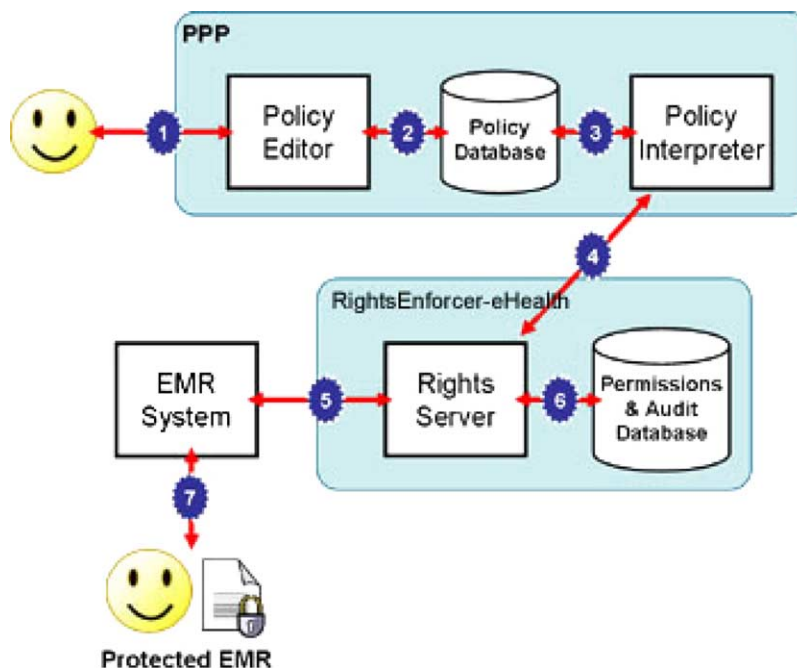 PPP
Policy
Editor
Policy
Database
Policy
Interpreter
1
2
3
4
RightsEnforcer-eHealth
EMR
System
Rights
Server
Permissions
& Audit
Database
5
6
7
Protected EMR